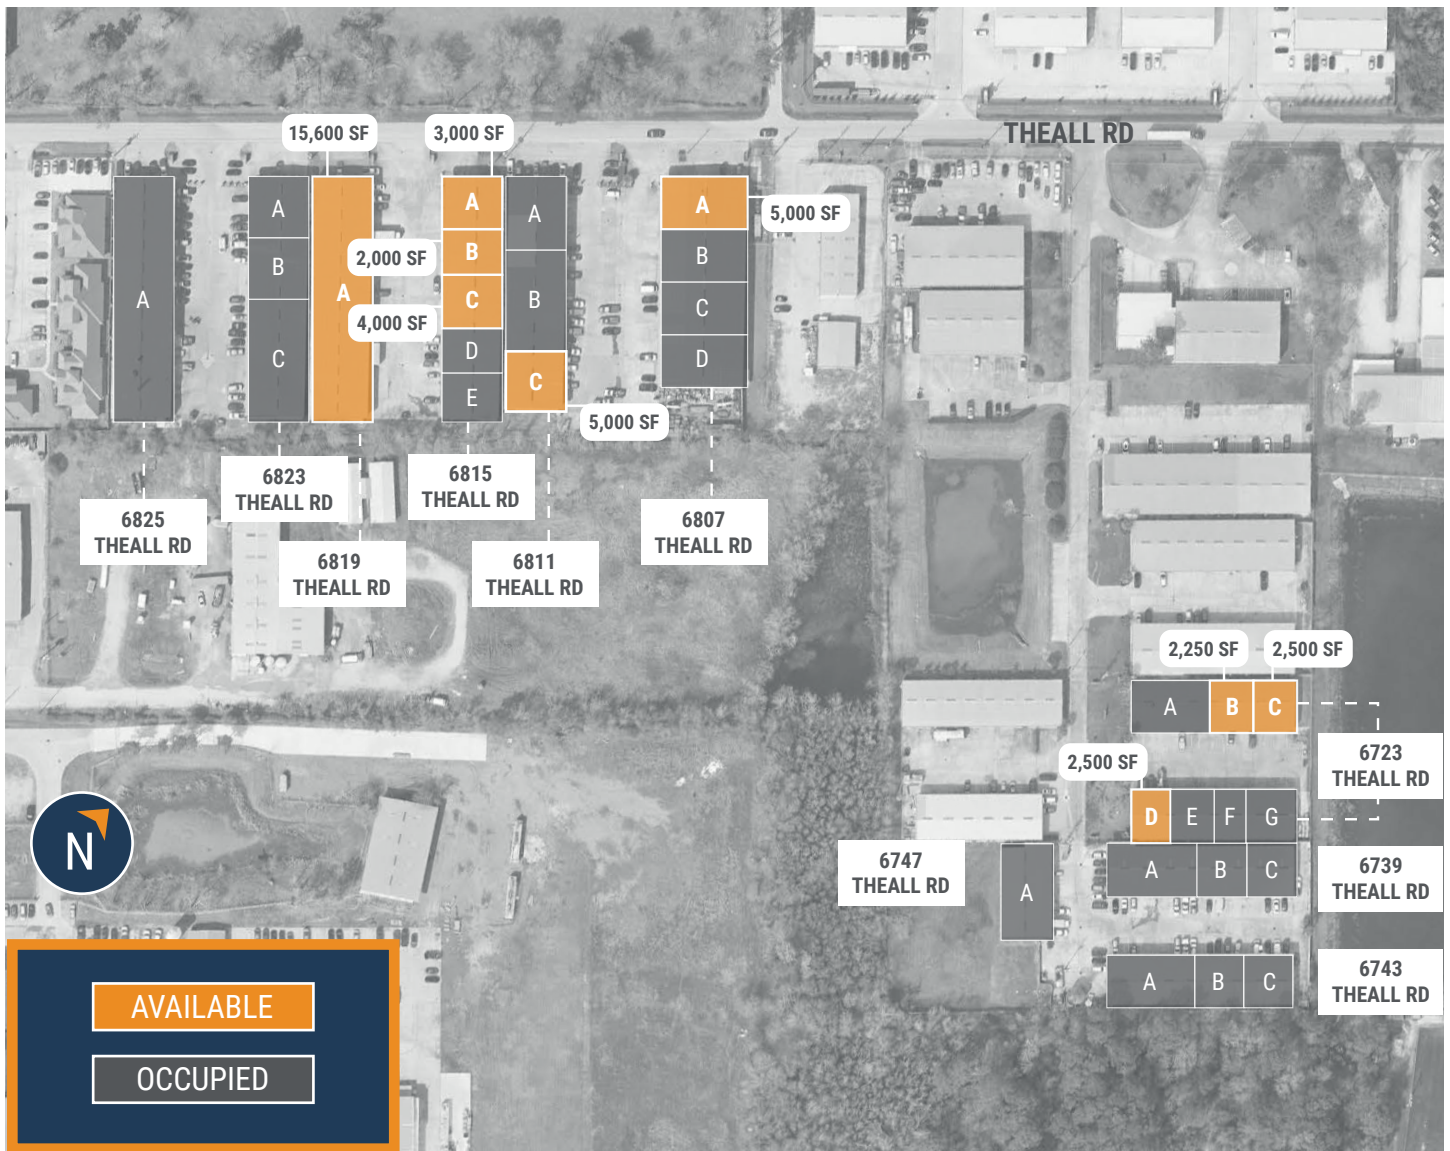 THEALL RD
15,600 SF
3,000 SF
A
A
B
C
A
A
2,000 SF
B
4,000 SF
C
D
E
A
B
C
5,000 SF
A
5,000 SF
B
C
D
6825
THEALL RD
6823
THEALL RD
6819
THEALL RD
6815
THEALL RD
6811
THEALL RD
6807
THEALL RD
2,250 SF
2,500 SF
A
B
C
6723
THEALL RD
2,500 SF
D
E
F
G
6747
THEALL RD
A
A
B
C
6739
THEALL RD
A
B
C
6743
THEALL RD
N
AVAILABLE
OCCUPIED